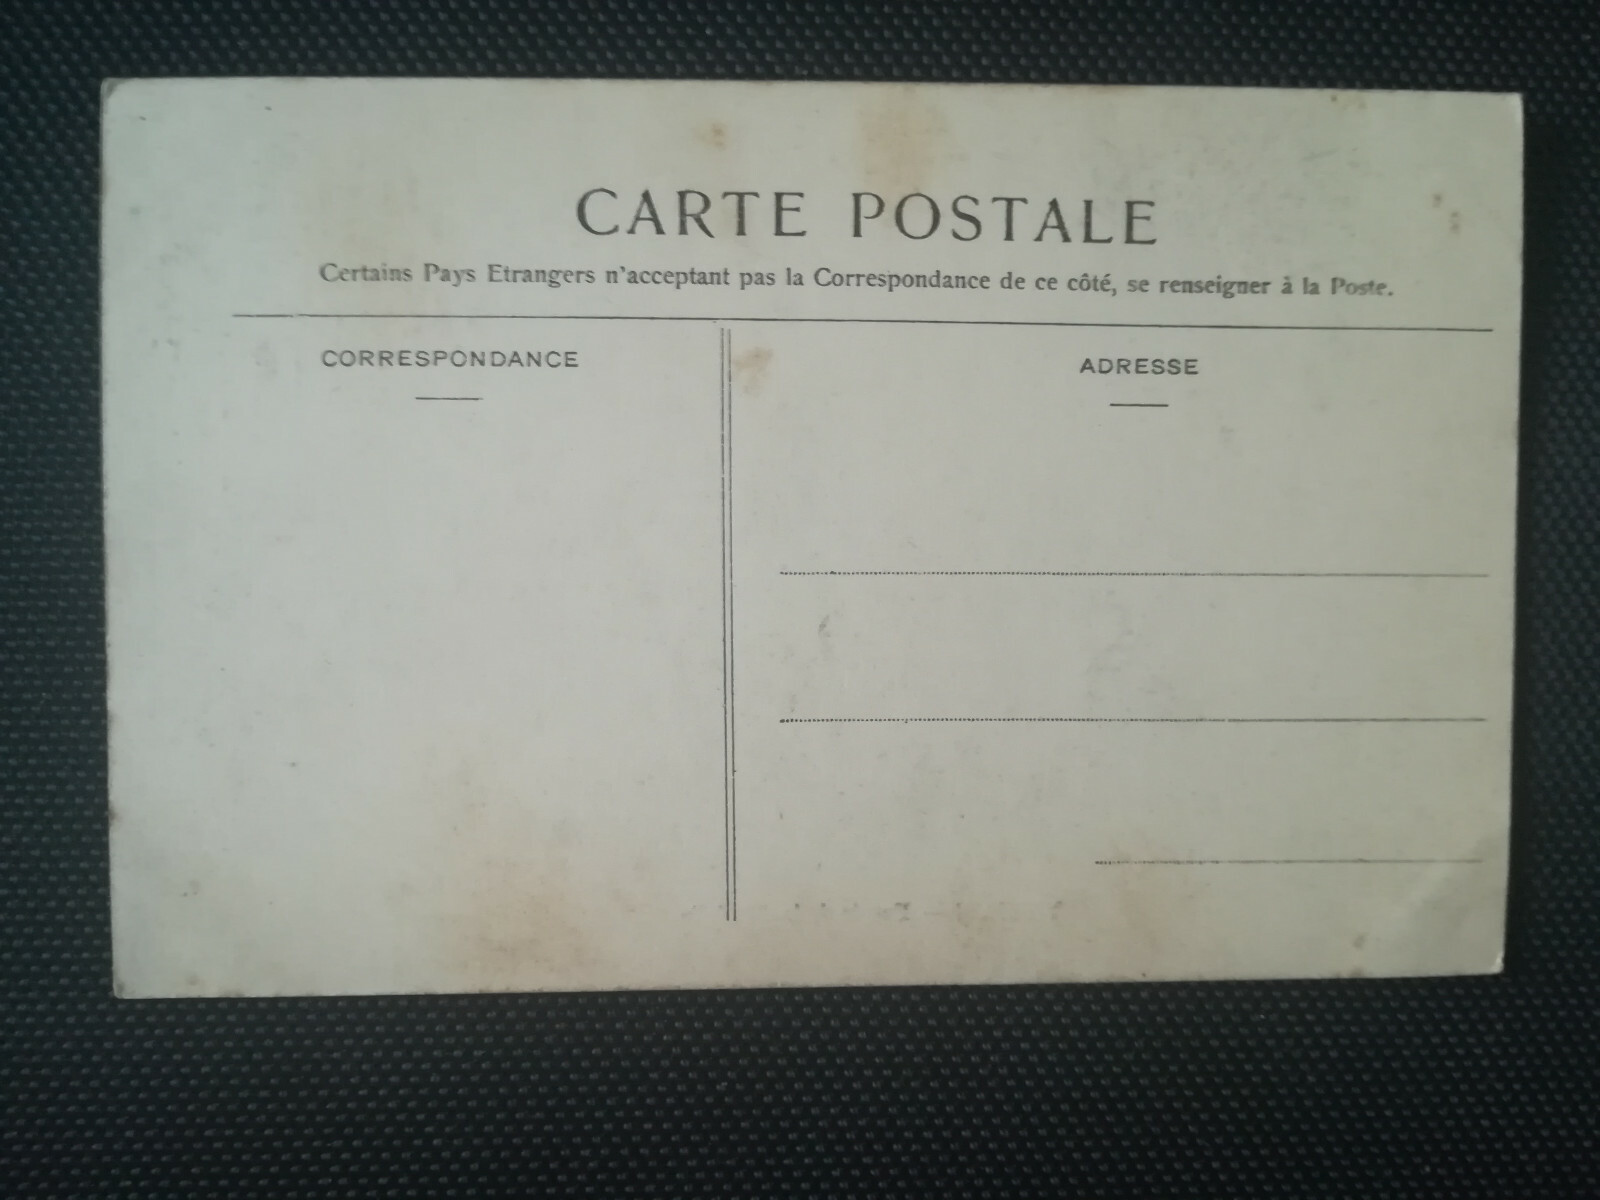 CARTE POSTALE
Certains Pays Etrangers n'acceptant pas la Correspondance de ce côté, se renseigner à la Poste.
CORRESPONDANCE
ADRESSE